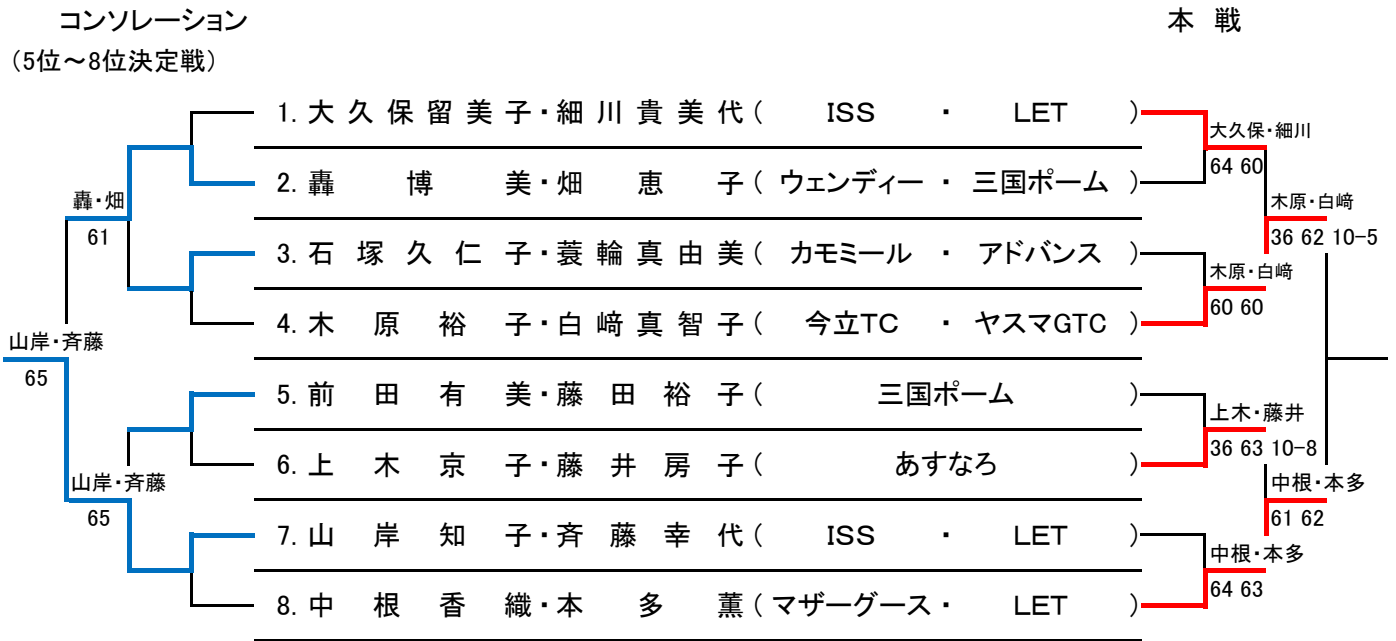 コンソレーション
本 戦
(5位～8位決定戦)
1. 大久保留美子・細川貴美代( ISS ・ LET )
大久保・細川
64 60
2. 轟博美・畑恵子( ウェンディー ・ 三国ポーム )
轟・畑
61
木原・白﨑
36 62 10-5
3. 石塚久仁子・蓑輪真由美( カモミール ・ アドバンス )
木原・白﨑
60 60
4. 木原裕子・白﨑真智子( 今立TC ・ ヤスマGTC )
山岸・斉藤
65
5. 前田有美・藤田裕子( 三国ポーム )
上木・藤井
36 63 10-8
6. 上木京子・藤井房子( あすなろ )
山岸・斉藤
65
中根・本多
61 62
7. 山岸知子・斉藤幸代( ISS ・ LET )
中根・本多
64 63
8. 中根香織・本多薫( マザーグース ・ LET )